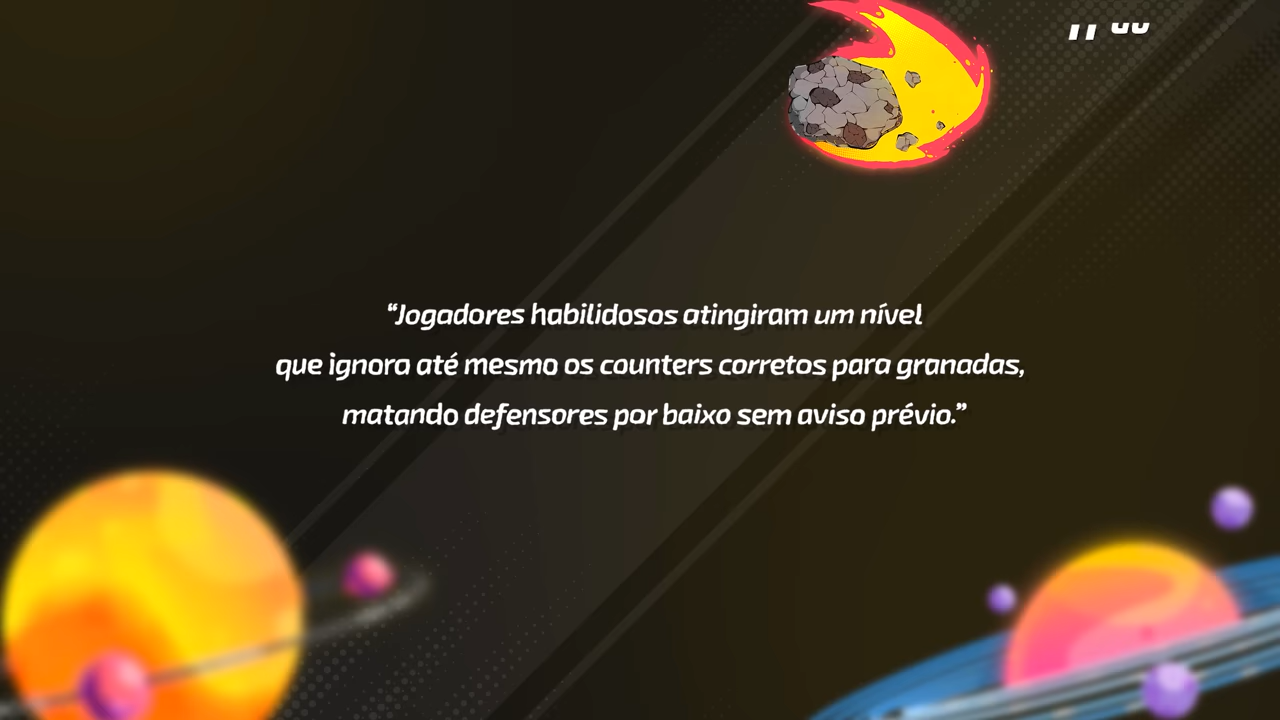 “Jogadores habilidosos atingiram um nível
que ignora até mesmo os counters corretos para granadas,
matando defensores por baixo sem aviso prévio.”